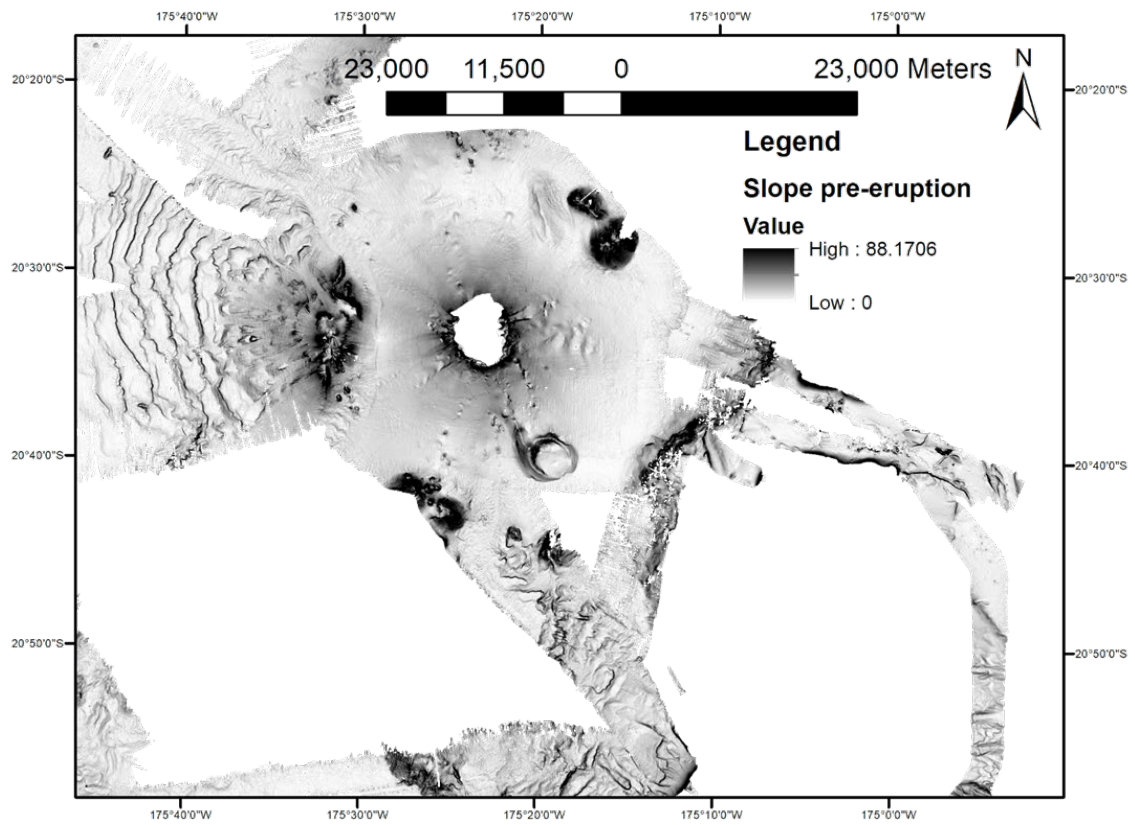 175°40'0"W 175°30'0"W 175°20'0"W 175°10'0"W 175°0'0"W
23,000 11,500 0 23,000 Meters
N
20°20'0"S 20°20'0"S
Legend
Slope pre-eruption
Value
High : 88.1706
Low : 0
20°30'0"S 20°30'0"S
20°40'0"S 20°40'0"S
20°50'0"S 20°50'0"S
175°40'0"W 175°30'0"W 175°20'0"W 175°10'0"W 175°0'0"W